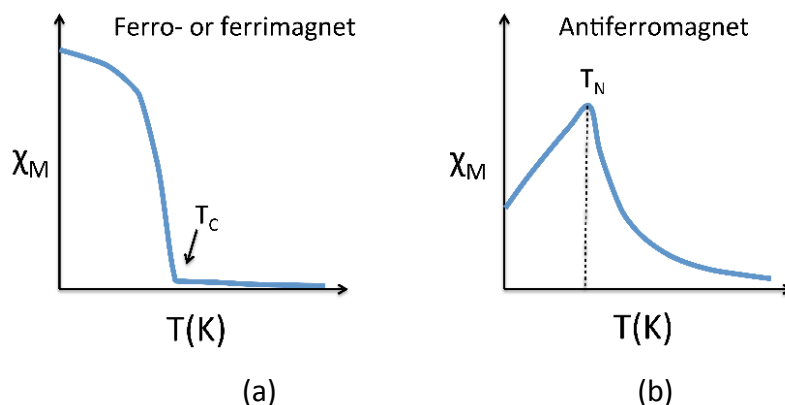 Ferro- or ferrimagnet
χM
TC
T(K)
(a)
Antiferromagnet
TN
χM
T(K)
(b)